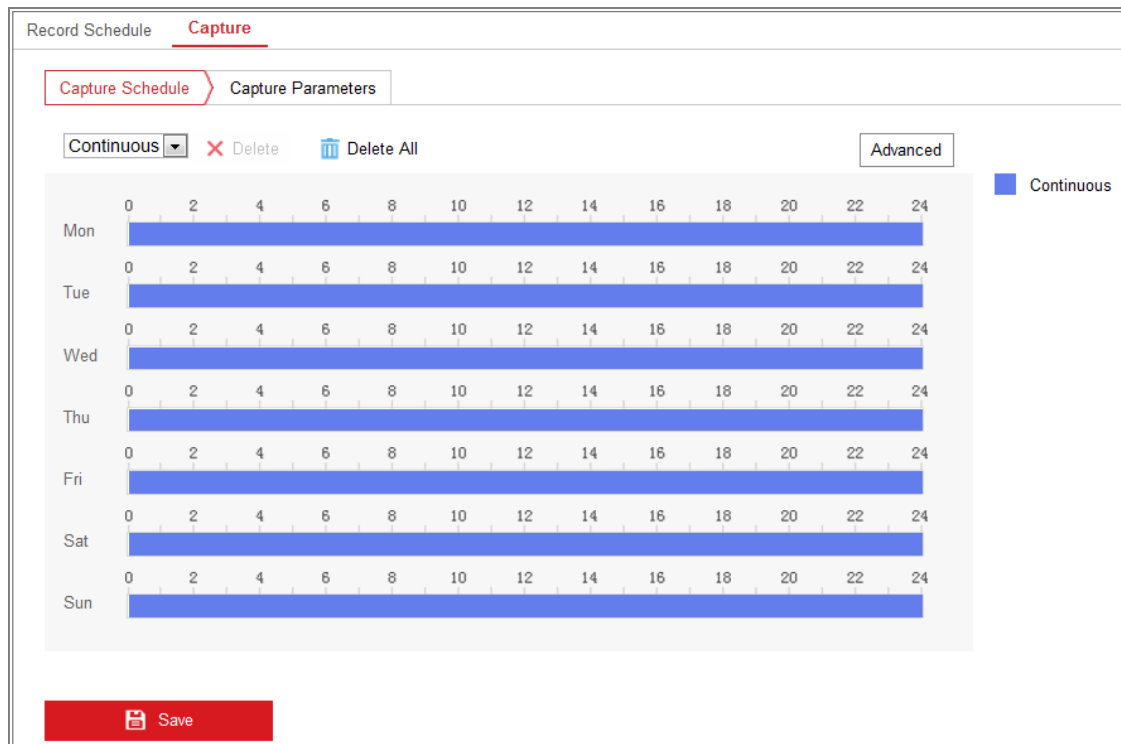 Record Schedule Capture
Capture Schedule Capture Parameters
Continuous Delete Delete All Advanced
Continuous
0 2 4 6 8 10 12 14 16 18 20 22 24
Mon
0 2 4 6 8 10 12 14 16 18 20 22 24
Tue
0 2 4 6 8 10 12 14 16 18 20 22 24
Wed
0 2 4 6 8 10 12 14 16 18 20 22 24
Thu
0 2 4 6 8 10 12 14 16 18 20 22 24
Fri
0 2 4 6 8 10 12 14 16 18 20 22 24
Sat
0 2 4 6 8 10 12 14 16 18 20 22 24
Sun
Save